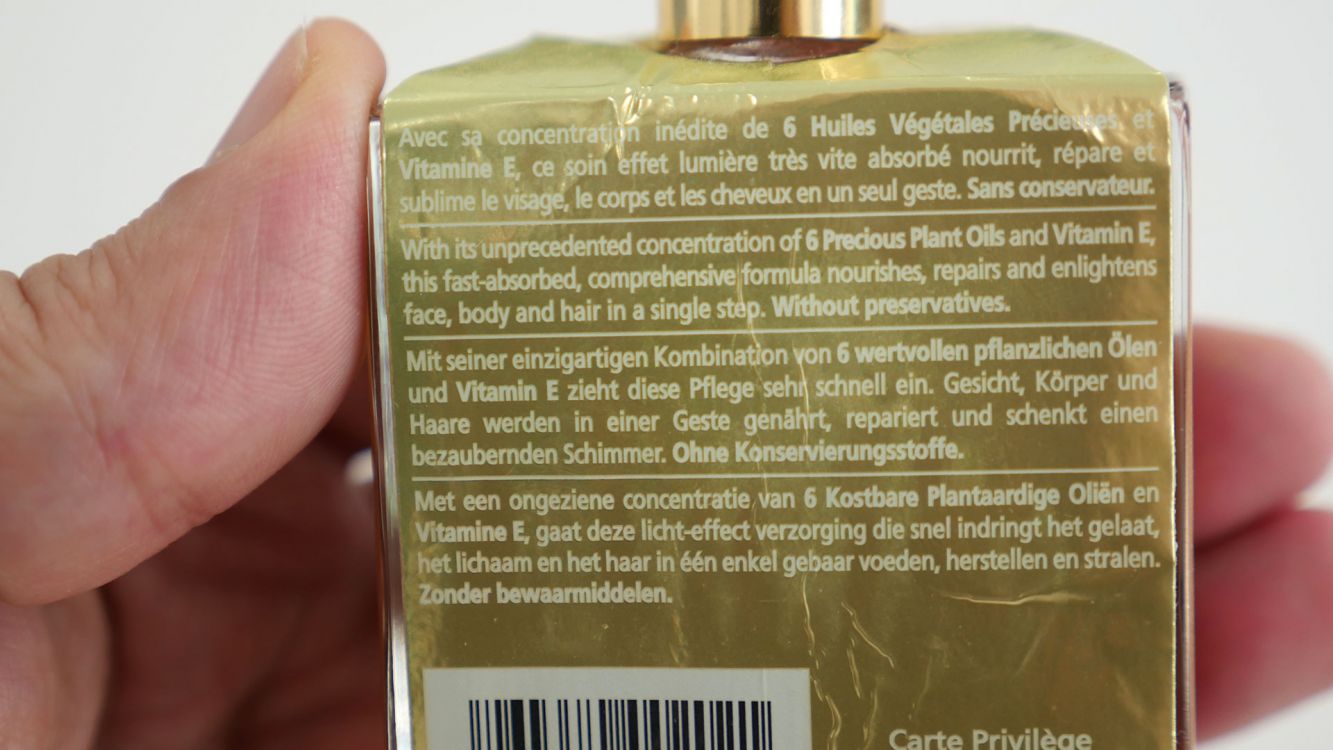 Avec sa concentration inédite de 6 Huiles Végétales Précieuses et
Vitamine E, ce soin effet lumière très vite absorbé nourrit, répare et
sublime le visage, le corps et les cheveux en un seul geste. Sans conservateur.
With its unprecedented concentration of 6 Precious Plant Oils and Vitamin E,
this fast-absorbed, comprehensive formula nourishes, repairs and enlightens
face, body and hair in a single step. Without preservatives.
Mit seiner einzigartigen Kombination von 6 wertvollen pflanzlichen Ölen
und Vitamin E zieht diese Pflege sehr schnell ein. Gesicht, Körper und
Haare werden in einer Geste genährt, repariert und schenkt einen
bezaubernden Schimmer. Ohne Konservierungsstoffe.
Met een ongeziene concentratie van 6 Kostbare Plantaardige Oliën en
Vitamine E, gaat deze licht-effect verzorging die snel indringt het gelaat,
het lichaam en het haar in één enkel gebaar voeden, herstellen en stralen.
Zonder bewaarmiddelen.
Carte Privilège